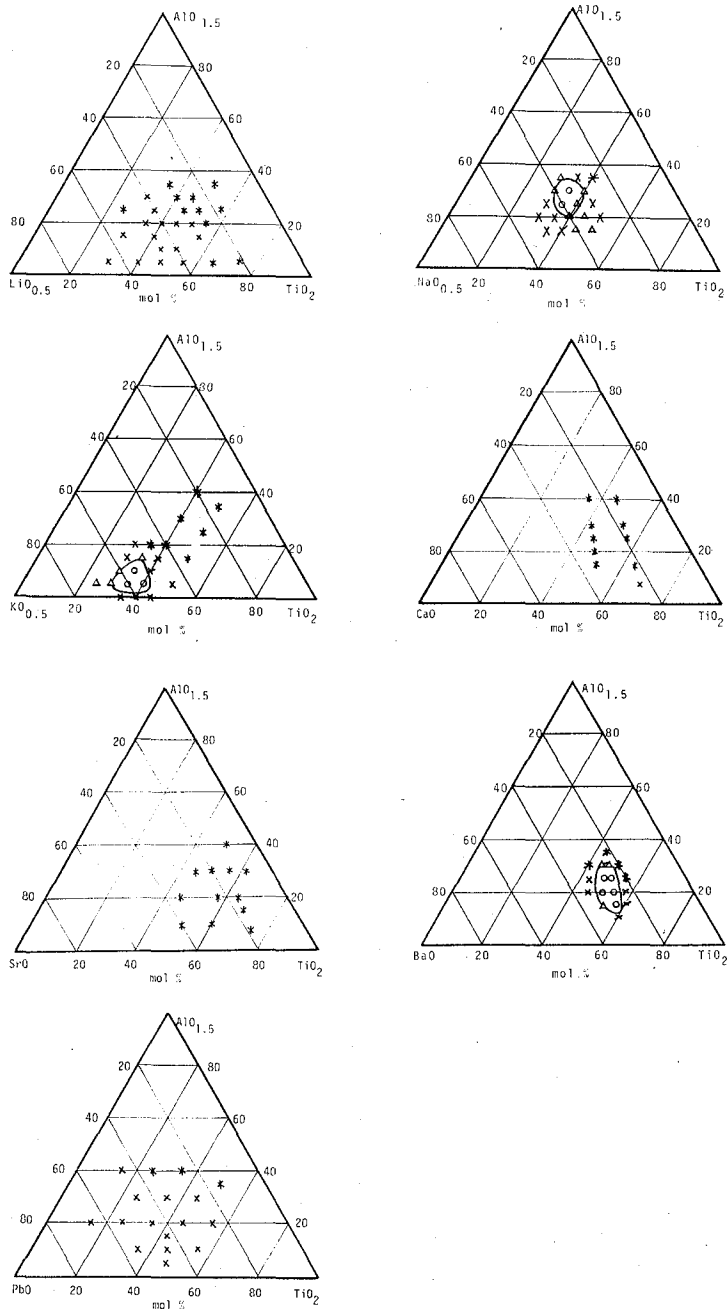 AlO1.5
20 80
40 60
60 40
80 20
LiO0.5 20 40 60 80 TiO2
mol %
AlO1.5
20 80
40 60
60 40
80 20
NaO0.5 20 40 60 80 TiO2
mol %
AlO1.5
20 80
40 60
60 40
80 20
KO0.5 20 40 60 80 TiO2
mol %
AlO1.5
20 80
40 60
60 40
80 20
CaO 20 40 60 80 TiO2
mol %
AlO1.5
20 80
40 60
60 40
80 20
SrO 20 40 60 80 TiO2
mol %
AlO1.5
20 80
40 60
60 40
80 20
BaO 20 40 60 80 TiO2
mol %
AlO1.5
20 80
40 60
60 40
80 20
PbO 20 40 60 80 TiO2
mol %